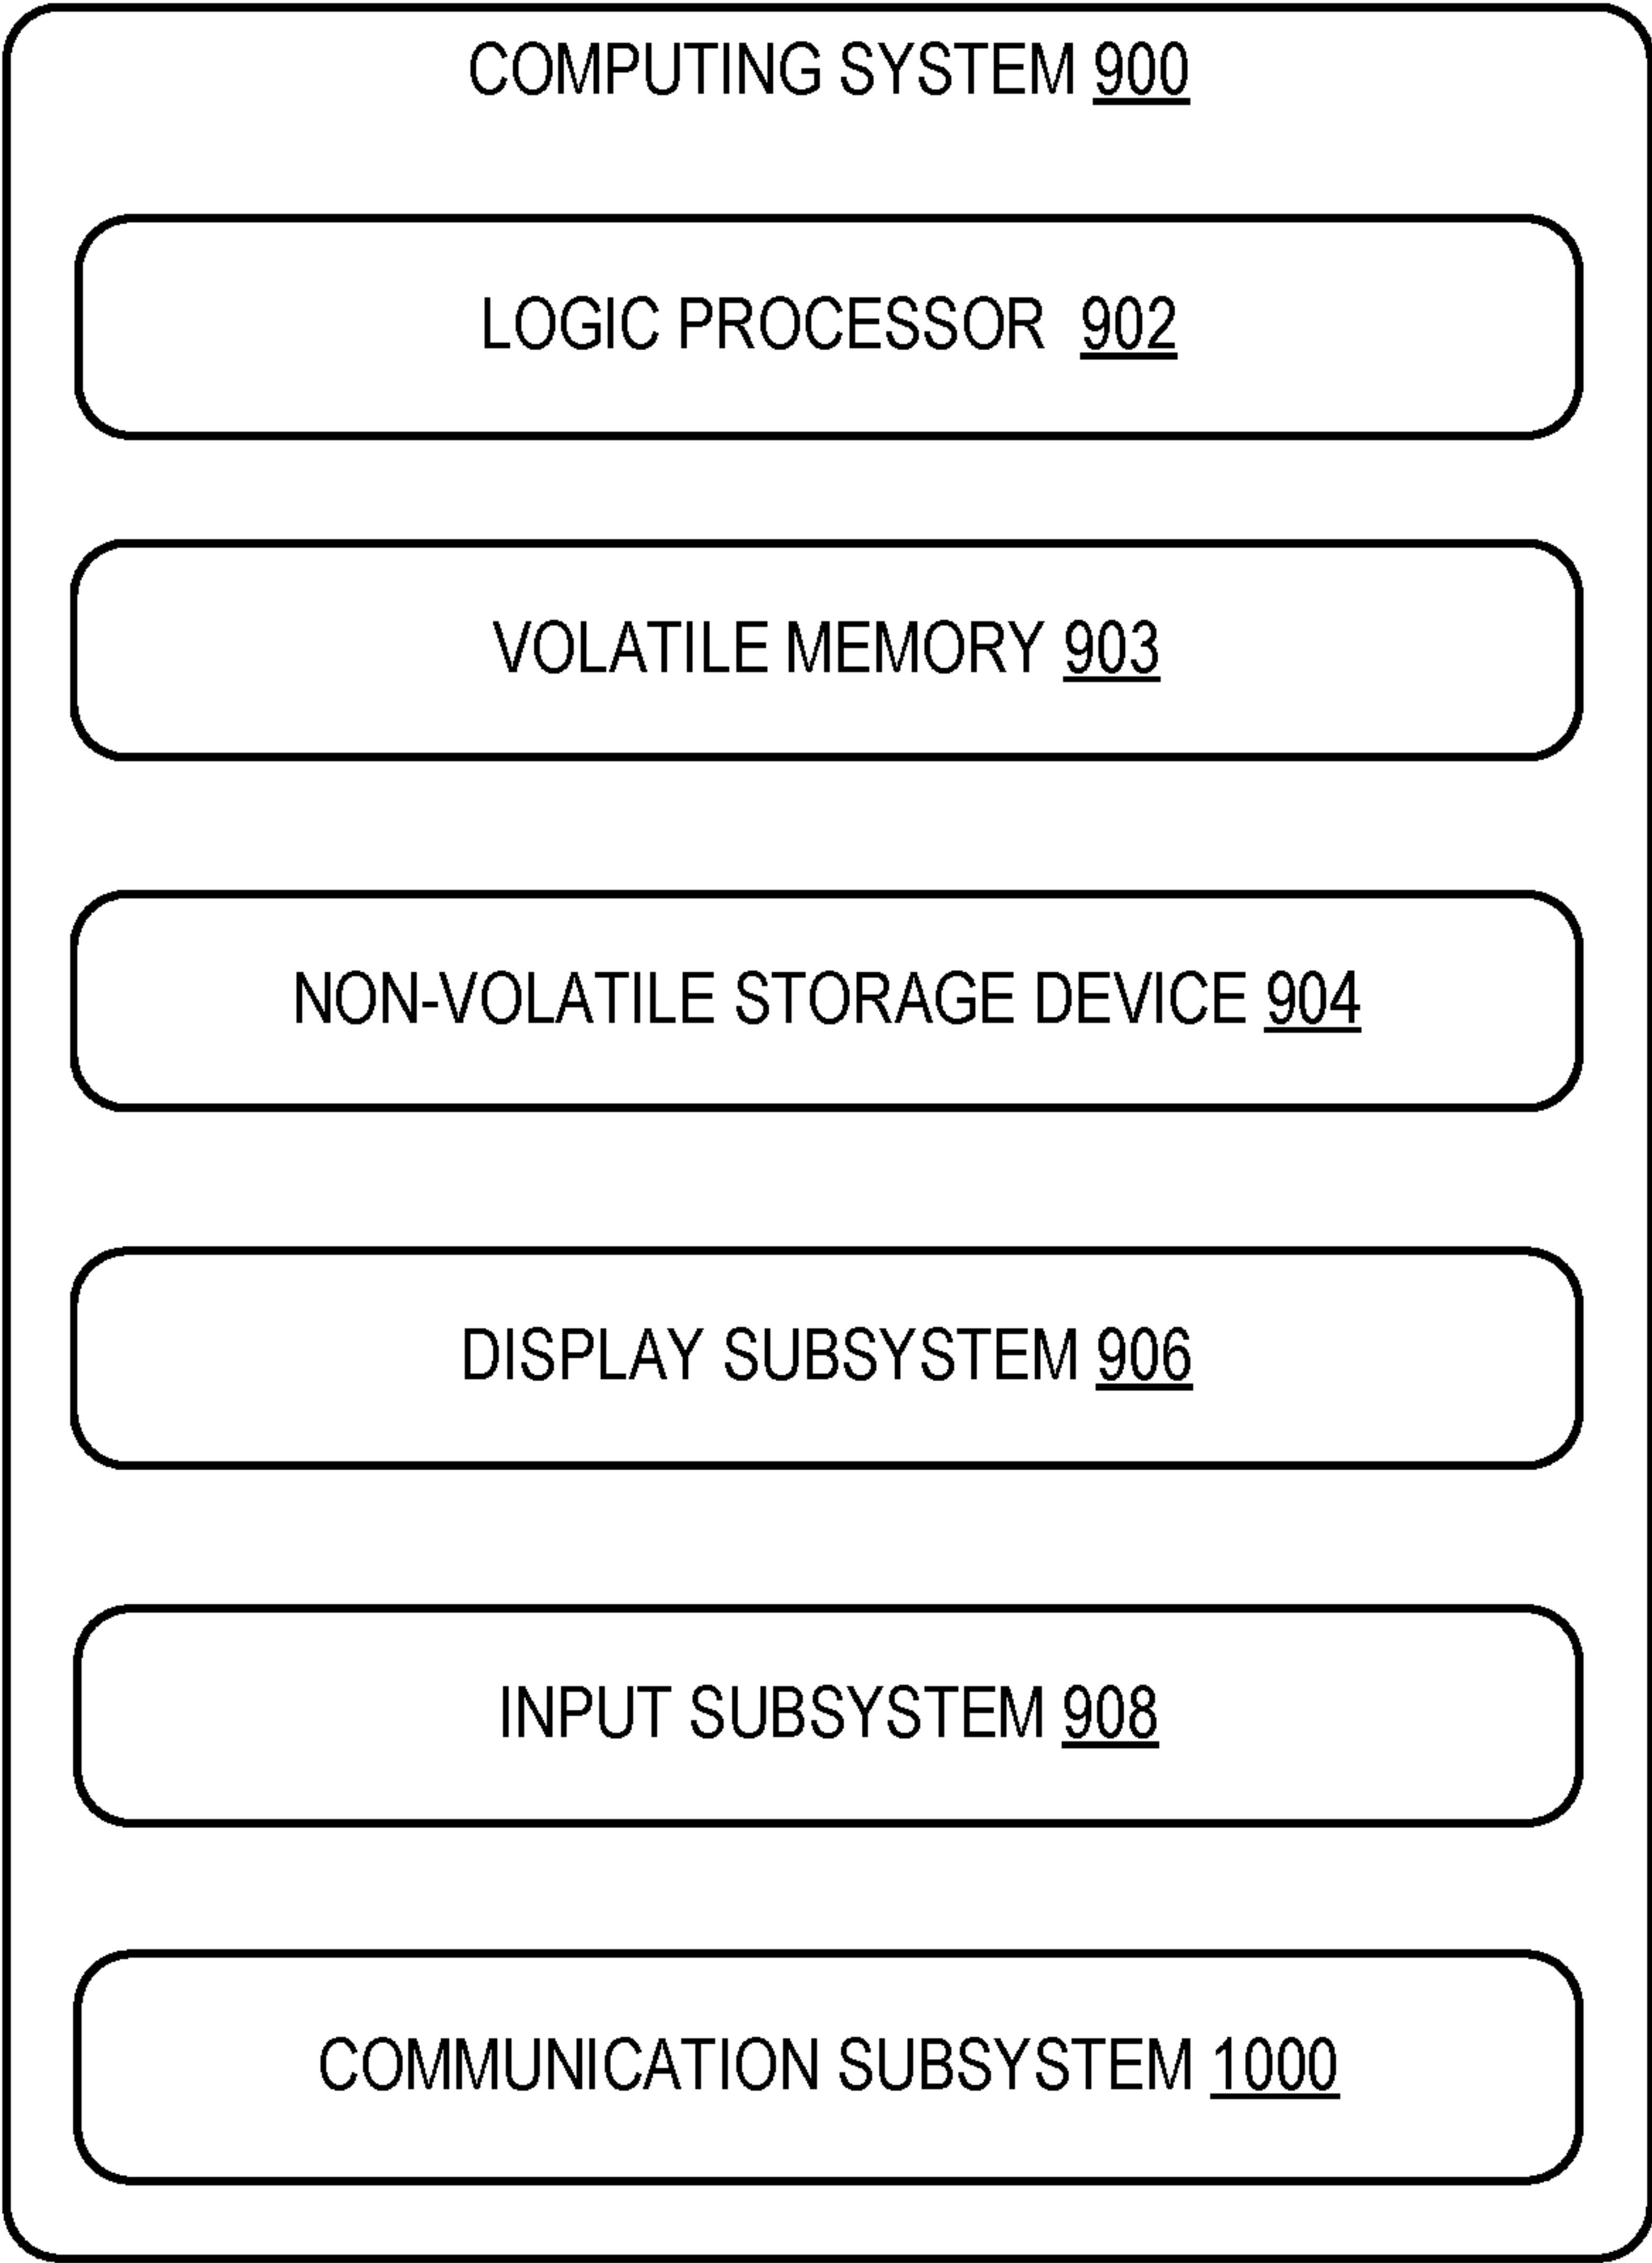 COMPUTING SYSTEM 900
LOGIC PROCESSOR 902
VOLATILE MEMORY 903
NON-VOLATILE STORAGE DEVICE 904
DISPLAY SUBSYSTEM 906
INPUT SUBSYSTEM 908
COMMUNICATION SUBSYSTEM 1000